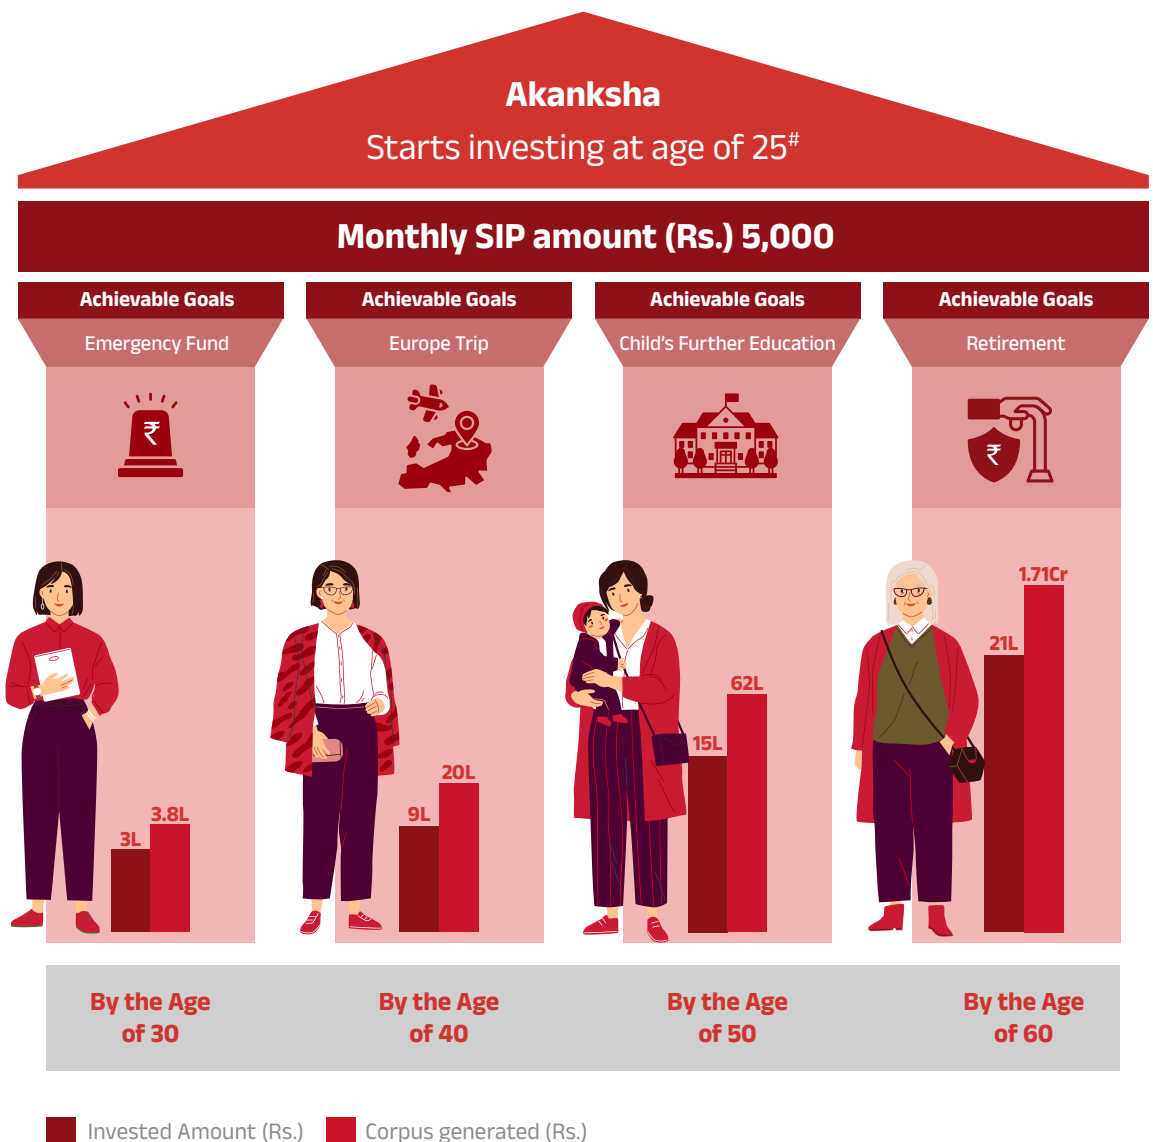 Akanksha
Starts investing at age of 25#
Monthly SIP amount (Rs.) 5,000
Achievable Goals
Emergency Fund
₹
3L
3.8L
By the Age
of 30
Achievable Goals
Europe Trip
9L
20L
By the Age
of 40
Achievable Goals
Child’s Further Education
15L
62L
By the Age
of 50
Achievable Goals
Retirement
₹
21L
1.71Cr
By the Age
of 60
Invested Amount (Rs.)
Corpus generated (Rs.)